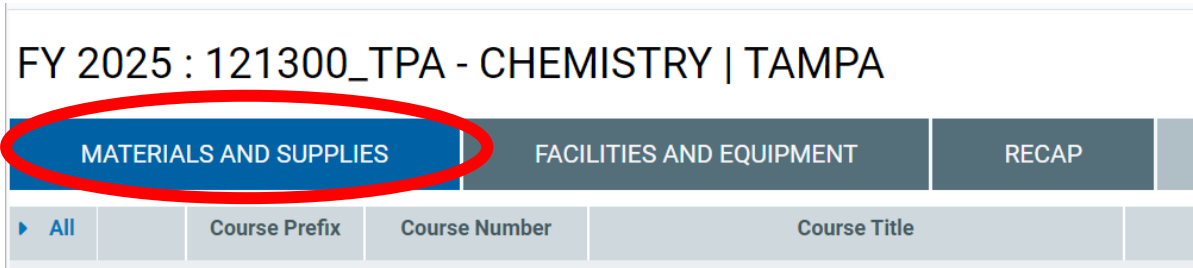 FY 2025 : 121300_TPA - CHEMISTRY | TAMPA
MATERIALS AND SUPPLIES FACILITIES AND EQUIPMENT RECAP
All Course Prefix Course Number Course Title